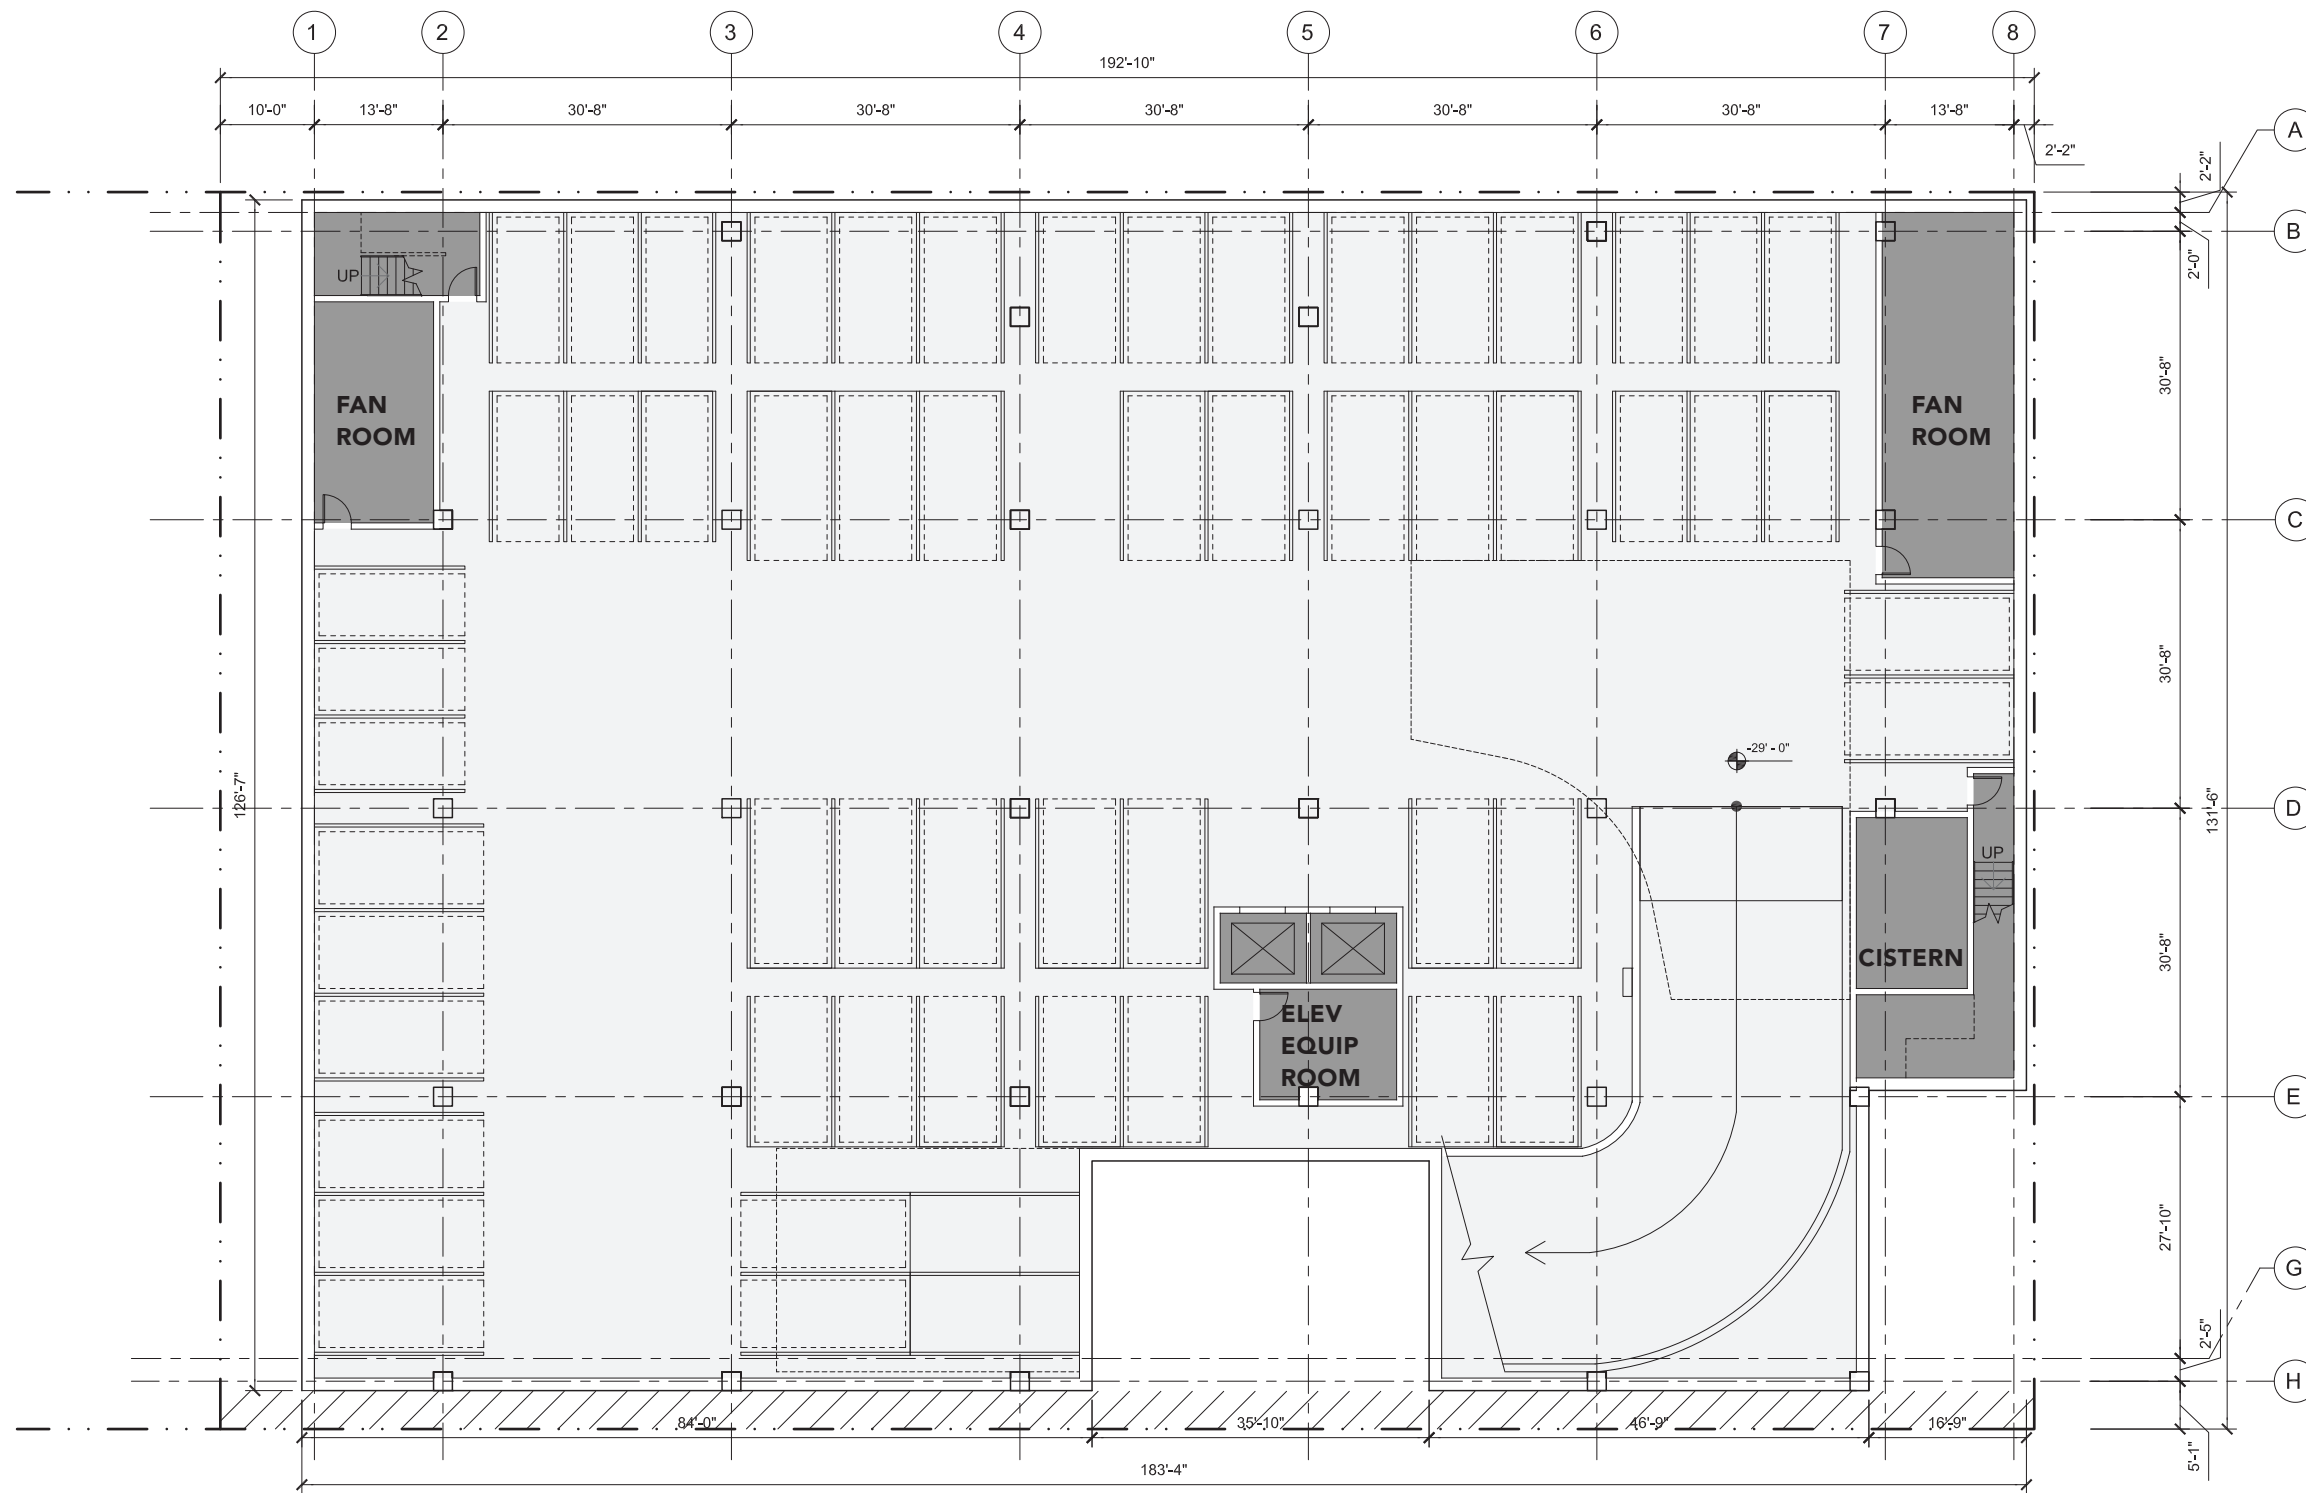 1 2 3 4 5 6 7 8
192'-10"
10'-0" 13'-8" 30'-8" 30'-8" 30'-8" 30'-8" 30'-8" 13'-8"
2'-2"
A
2'-2"
B
2'-0"
UP
30'-8"
FAN
ROOM
FAN
ROOM
C
30'-8"
-29' - 0"
126'-7"
131'-6"
D
UP
30'-8"
CISTERN
ELEV
EQUIP
ROOM
E
27'-10"
G
2'-5"
H
84'-0" 35'-10" 46'-9" 16'-9"
5'-1"
183'-4"